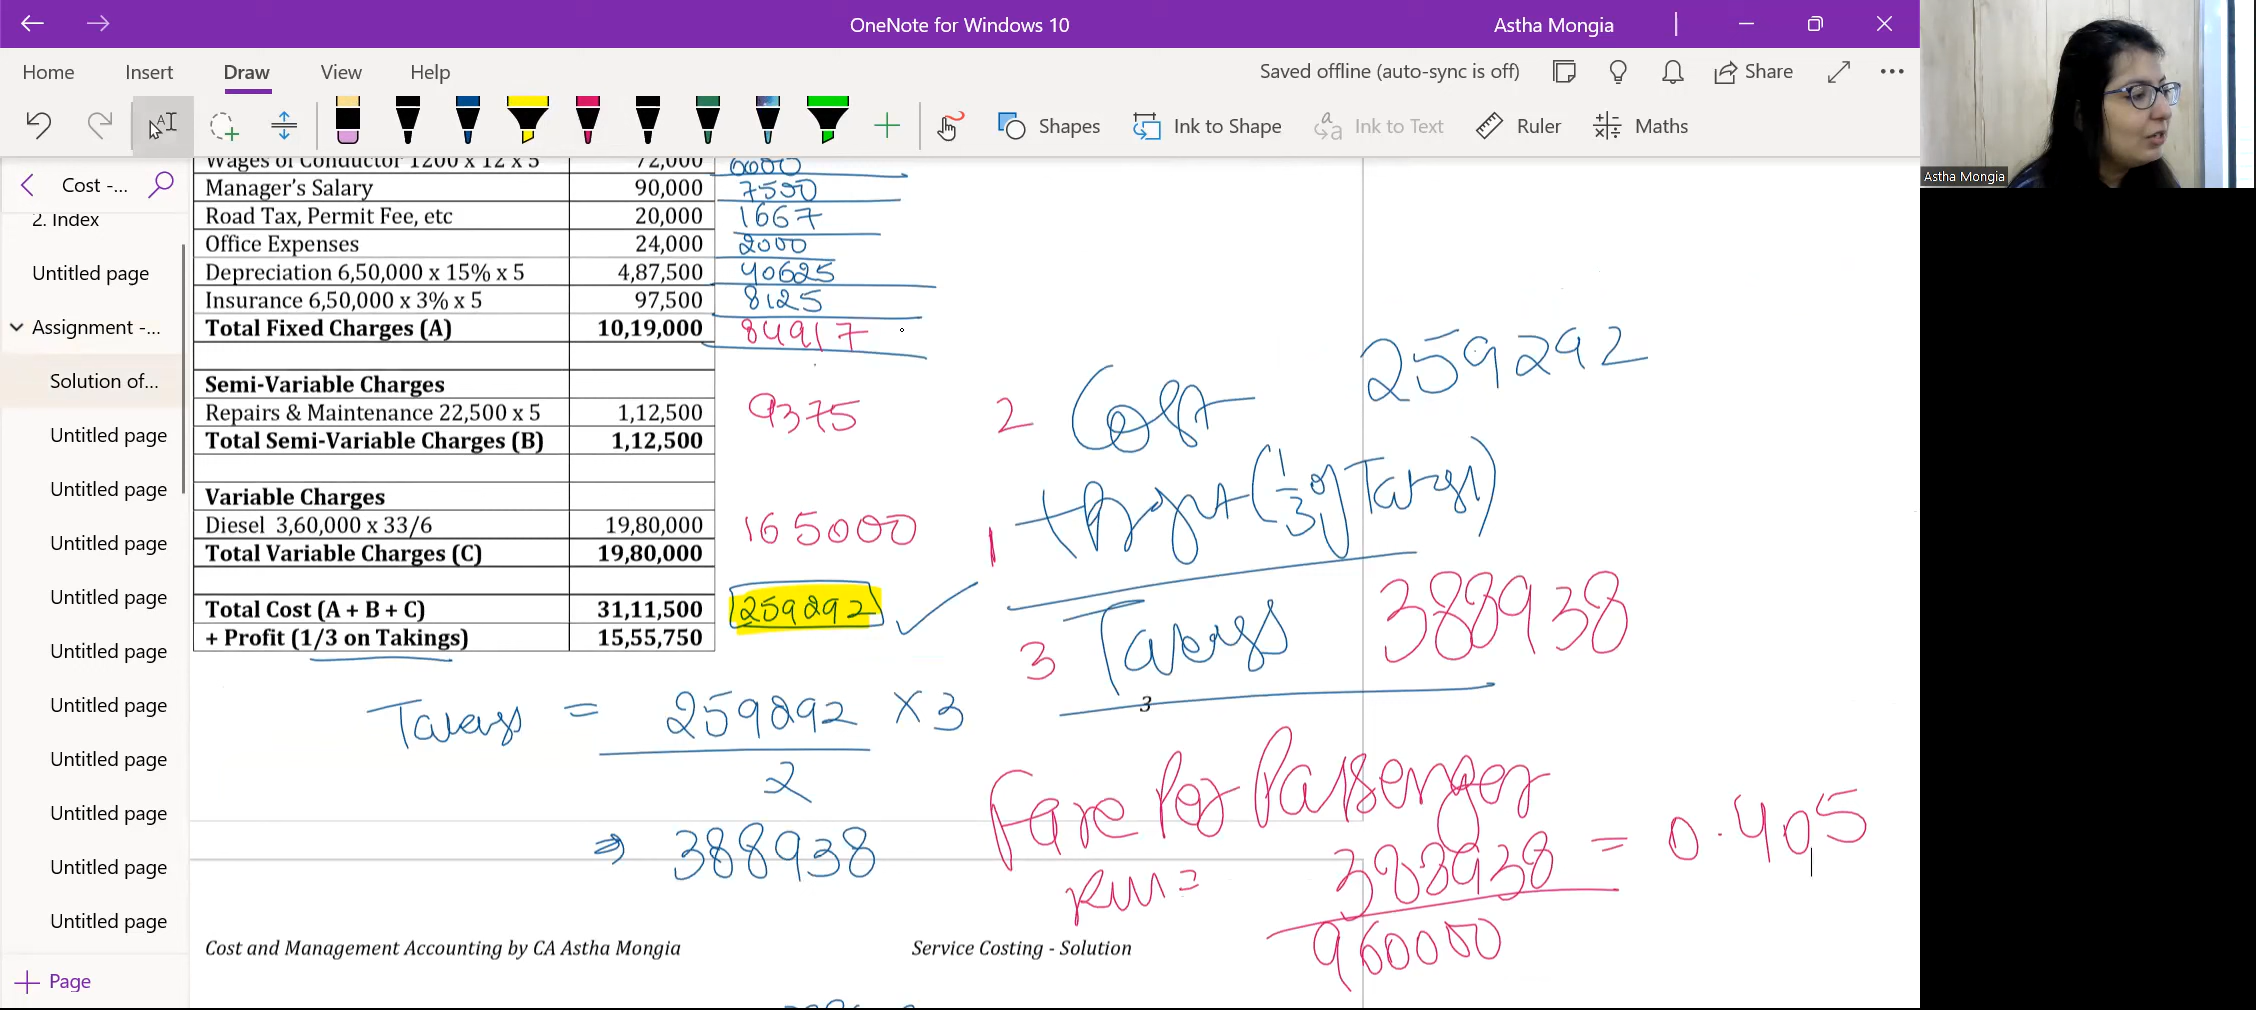 OneNote for Windows 10
Astha Mongia
Home Insert Draw View Help
Saved offline (auto-sync is off) Share
Shapes Ink to Shape Ink to Text Ruler Maths
Cost -...
2. Index
Untitled page
Assignment -...
Solution of...
Untitled page
Untitled page
Untitled page
Untitled page
Untitled page
Untitled page
Untitled page
Untitled page
Untitled page
Untitled page
Page
Wages of Conductor 1200 x 12 x 5 72,000 6000
Manager's Salary 90,000 7500
Road Tax, Permit Fee, etc 20,000 1667
Office Expenses 24,000 2000
Depreciation 6,50,000 x 15% x 5 4,87,500 40625
Insurance 6,50,000 x 3% x 5 97,500 8125
Total Fixed Charges (A) 10,19,000 84917
Semi-Variable Charges
Repairs & Maintenance 22,500 x 5 1,12,500 9375
Total Semi-Variable Charges (B) 1,12,500
Variable Charges
Diesel 3,60,000 x 33/6 19,80,000 165000
Total Variable Charges (C) 19,80,000
Total Cost (A + B + C) 31,11,500 259292
+ Profit (1/3 on Takings) 15,55,750
2 Cost 259292
1 + Profit (1/3 of Takings)
3 Takings 388938
3
Takings = 259292 x 3
2
⇒ 388938
Fare Per Passenger
km = 388938 = 0.405
960000
Cost and Management Accounting by CA Astha Mongia Service Costing - Solution
Astha Mongia